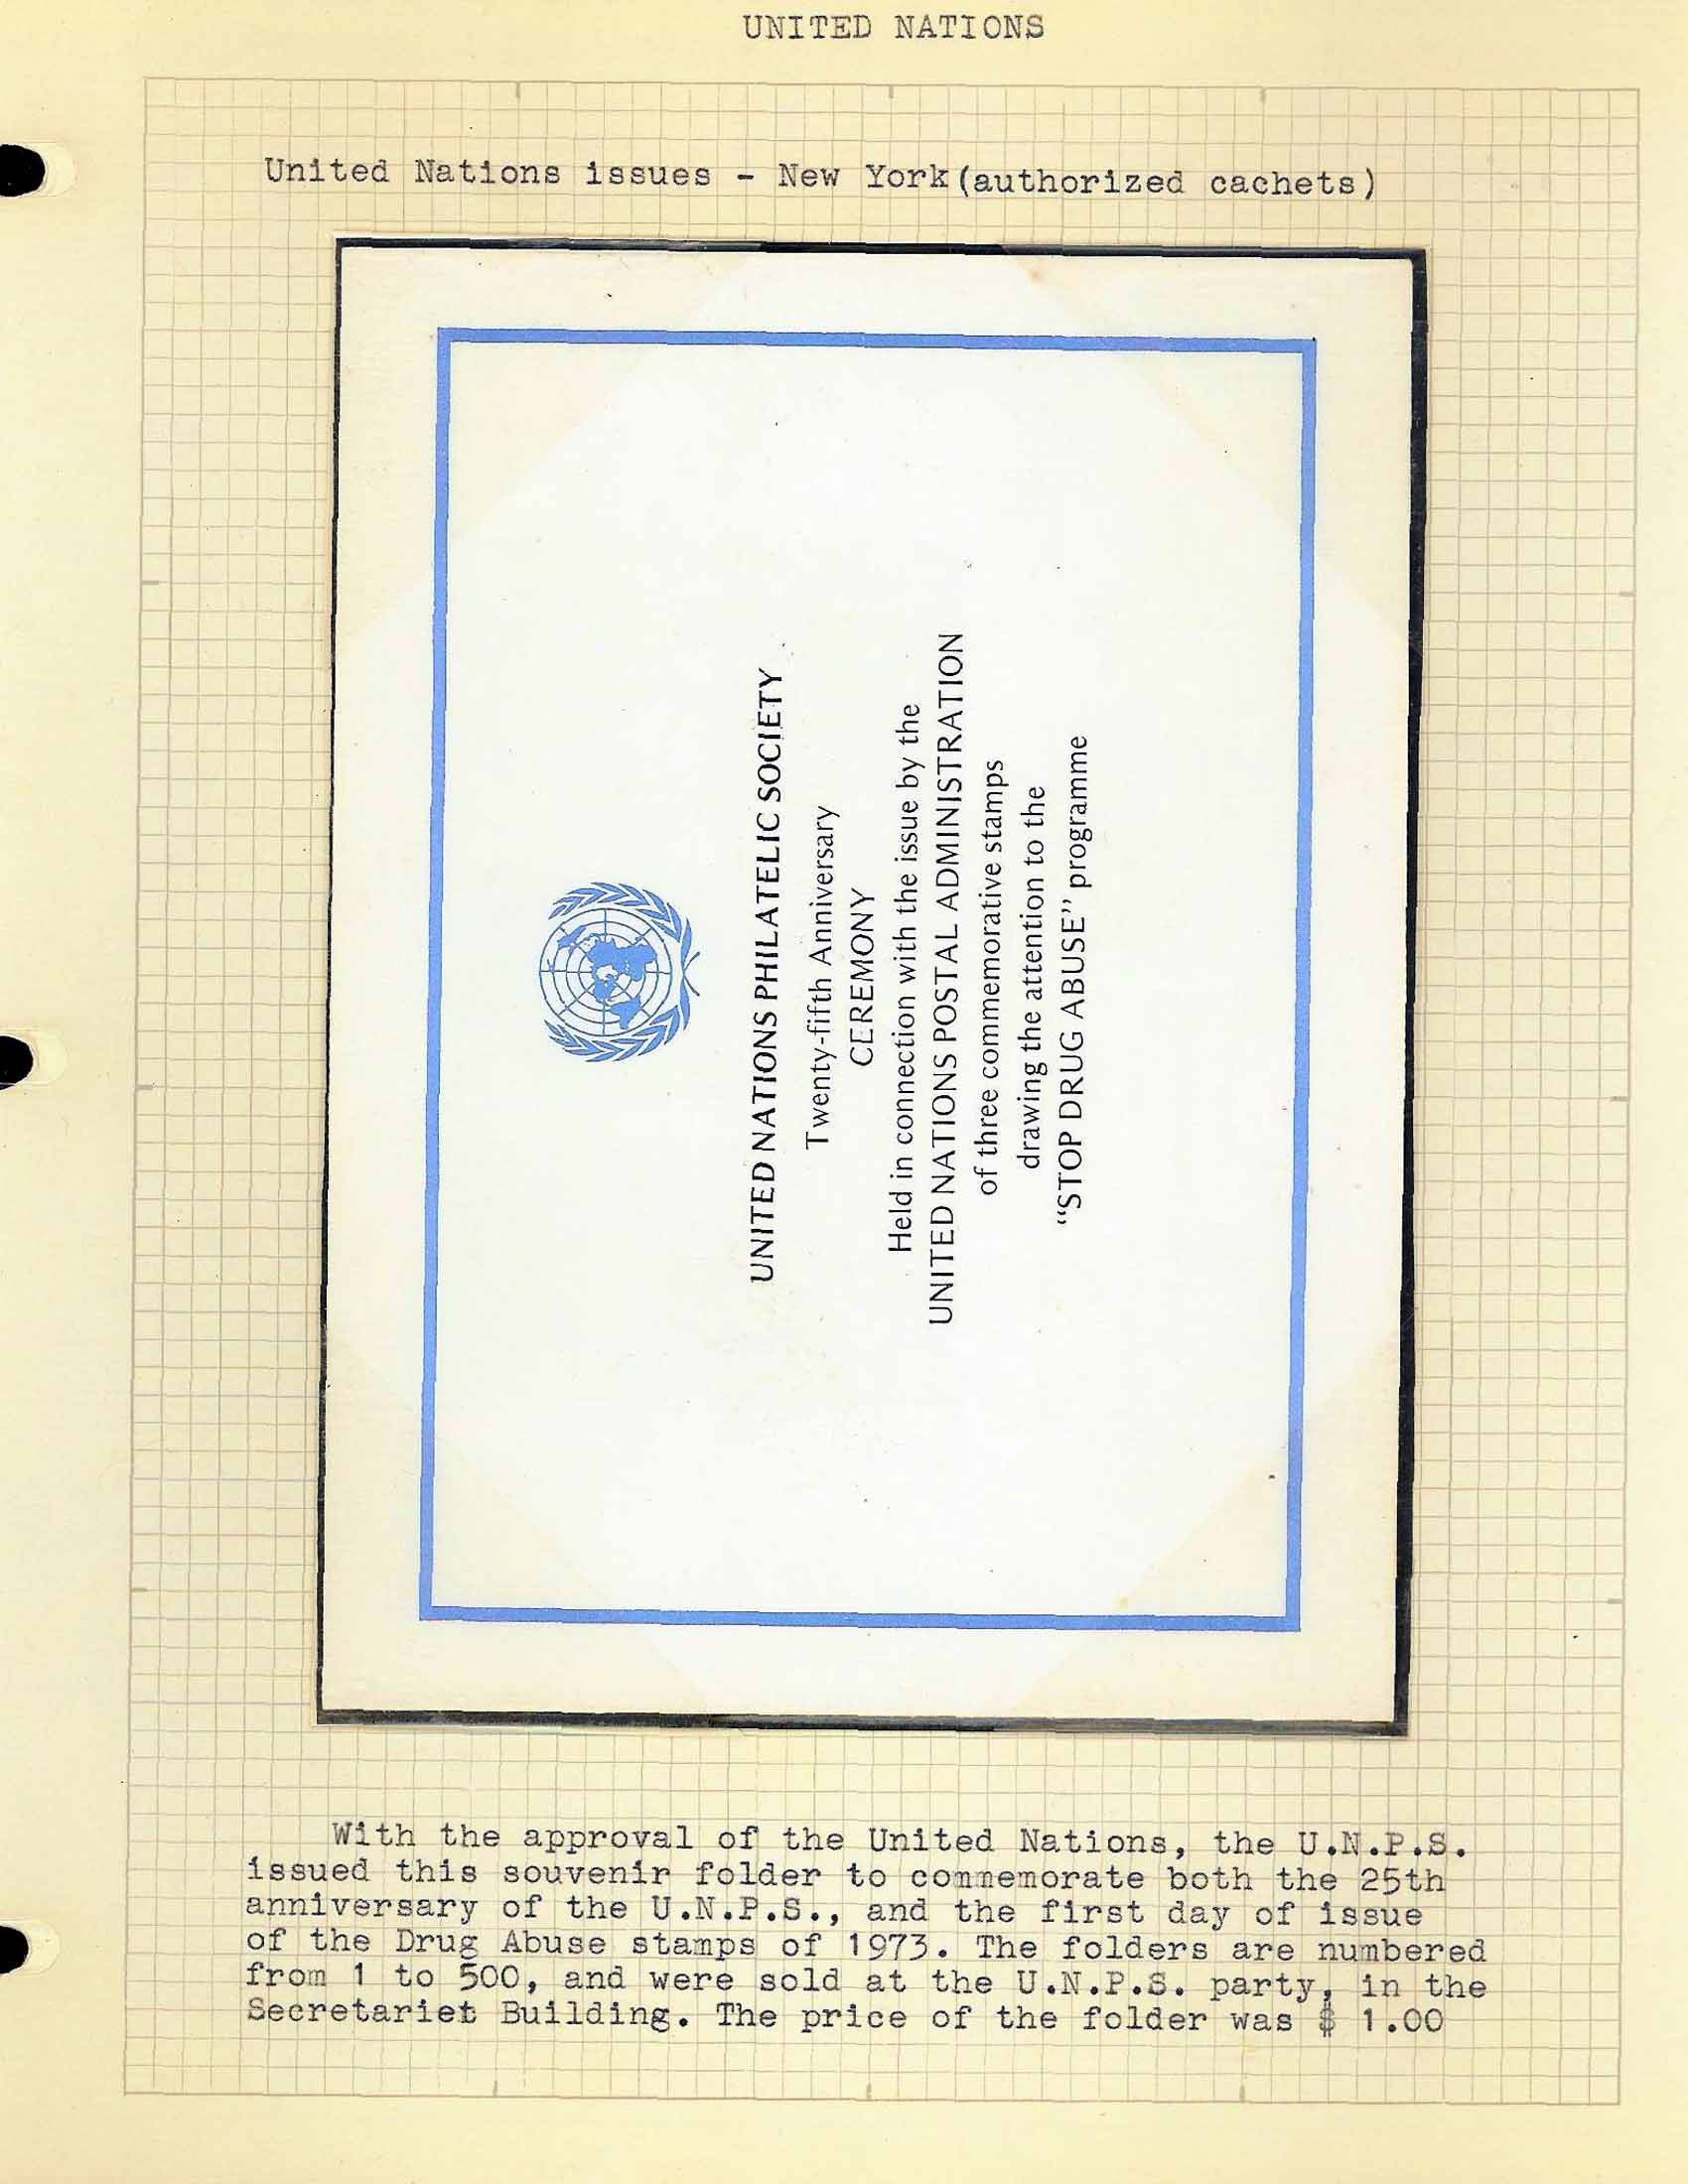 UNITED NATIONS
United Nations issues - New York(authorized cachets)
UNITED NATIONS PHILATELIC SOCIETY
Twenty-fifth Anniversary
CEREMONY
Held in connection with the issue by the
UNITED NATIONS POSTAL ADMINISTRATION
of three commemorative stamps
drawing the attention to the
“STOP DRUG ABUSE” programme
With the approval of the United Nations, the U.N.P.S.
issued this souvenir folder to commemorate both the 25th
anniversary of the U.N.P.S., and the first day of issue
of the Drug Abuse stamps of 1973. The folders are numbered
from 1 to 500, and were sold at the U.N.P.S. party, in the
Secretariet Building. The price of the folder was $ 1.00